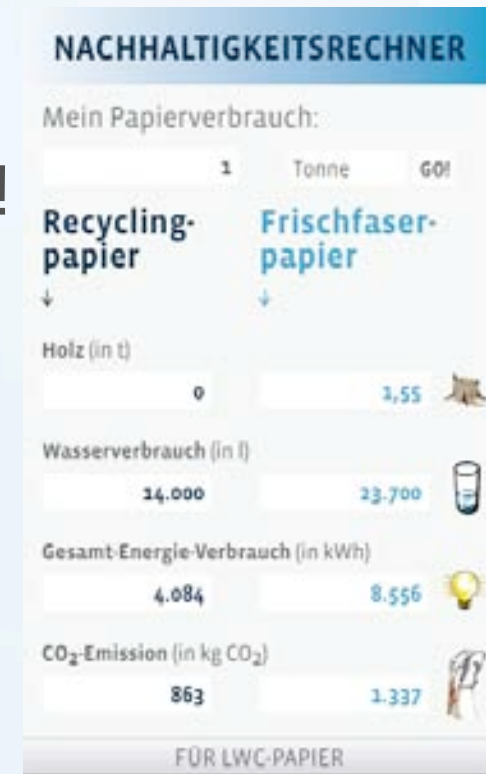 NACHHALTIGKEITSRECHNER
Mein Papierverbrauch:
1 Tonne GO!
!
Recycling- Frischfaser-
papier papier
↓ ↓
Holz (in t)
0 1,55
Wasserverbrauch (in l)
14.000 23.700
Gesamt-Energie-Verbrauch (in kWh)
4.084 8.556
CO₂-Emission (in kg CO₂)
863 1.337
FÜR LWC-PAPIER